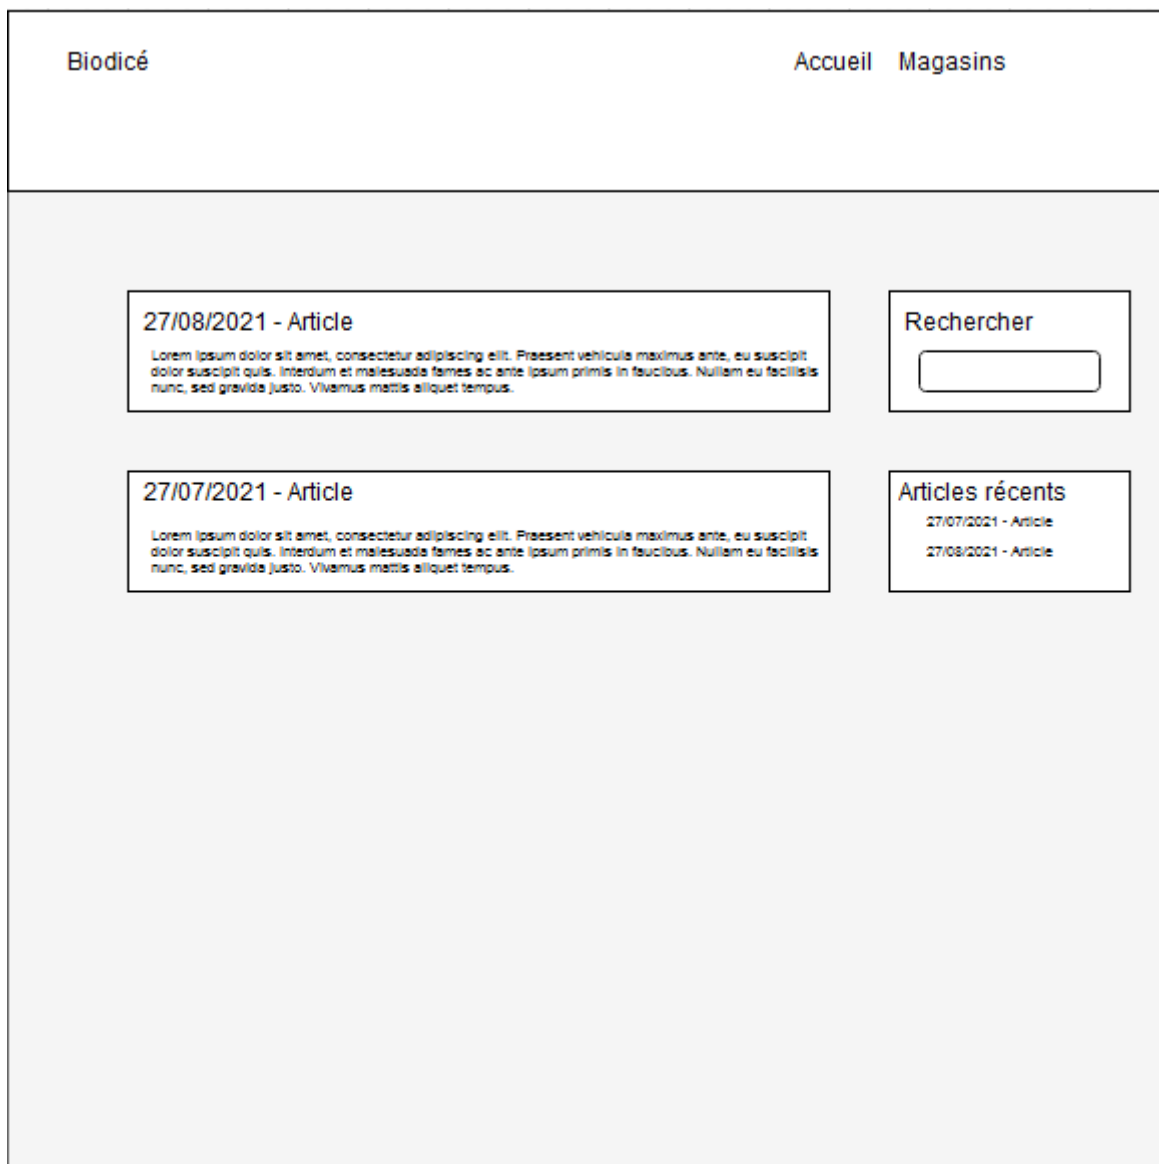 Biodicé
Accueil Magasins
27/08/2021 - Article
Lorem ipsum dolor sit amet, consectetur adipiscing elit. Praesent vehicula maximus ante, eu suscipit
dolor suscipit quis. Interdum et malesuada fames ac ante ipsum primis in faucibus. Nullam eu facilisis
nunc, sed gravida justo. Vivamus mattis aliquet tempus.
Rechercher
27/07/2021 - Article
Lorem ipsum dolor sit amet, consectetur adipiscing elit. Praesent vehicula maximus ante, eu suscipit
dolor suscipit quis. Interdum et malesuada fames ac ante ipsum primis in faucibus. Nullam eu facilisis
nunc, sed gravida justo. Vivamus mattis aliquet tempus.
Articles récents
27/07/2021 - Article
27/08/2021 - Article